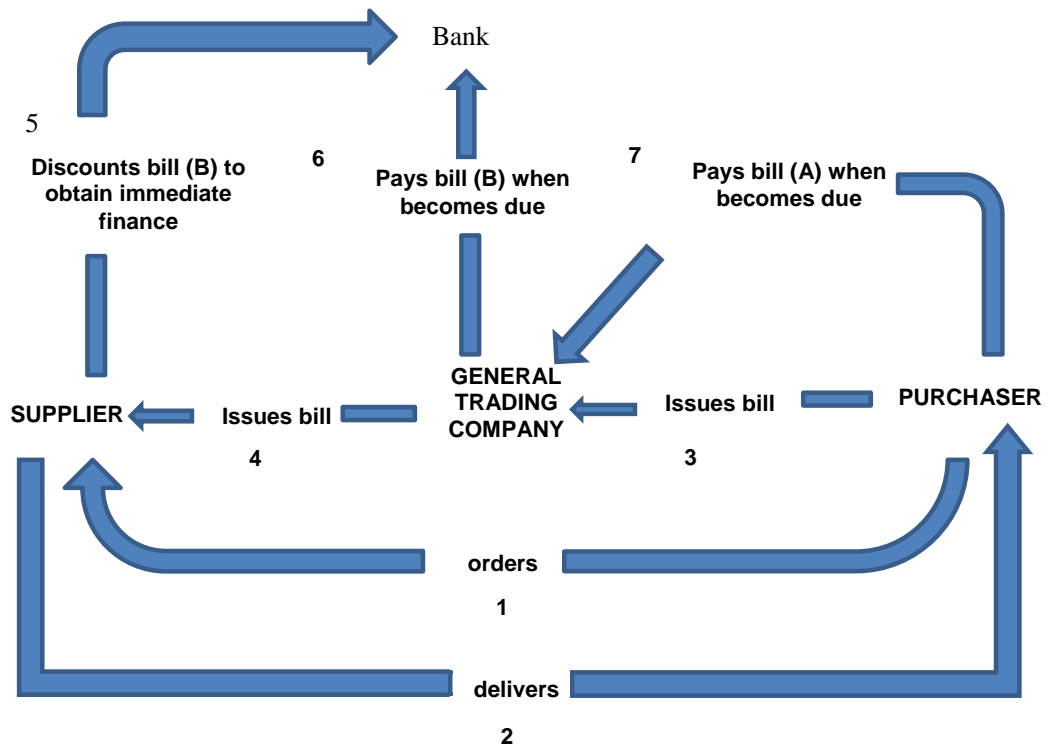 Bank
5
6
7
Discounts bill (B) to
obtain immediate
finance
Pays bill (B) when
becomes due
Pays bill (A) when
becomes due
SUPPLIER
Issues bill
4
GENERAL
TRADING
COMPANY
Issues bill
3
PURCHASER
orders
1
delivers
2